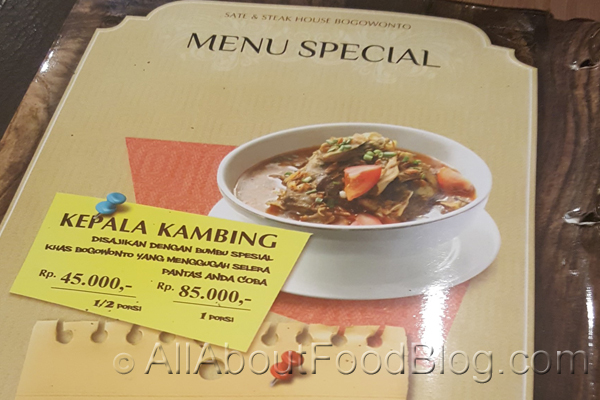 SATE & STEAK HOUSE BOGOWONTO
MENU SPECIAL
KEPALA KAMBING
DISAJIKAN DENGAN BUMBU SPESIAL
KHAS BOGOWONTO YANG MENGGUGAH SELERA
PANTAS ANDA COBA
Rp. 45.000,- Rp. 85.000,-
1/2 PORSI 1 PORSI
© AllAboutFoodBlog.com